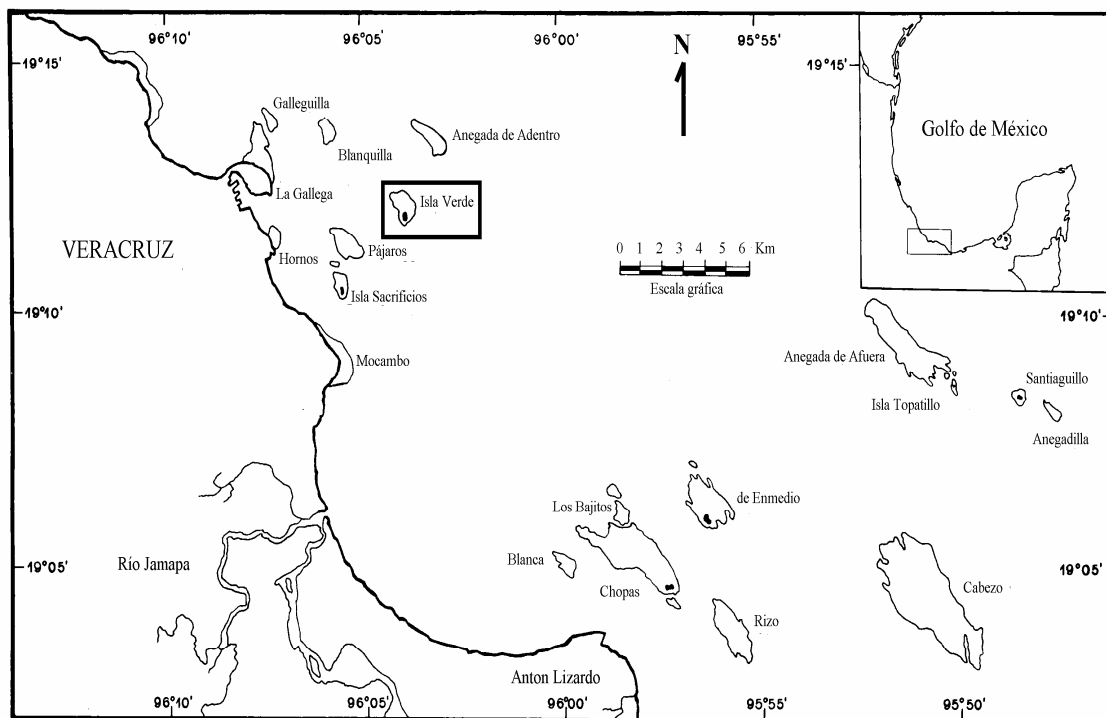 96°10'
96°05'
96°00'
95°55'
19°15'
19°15'
N
Galleguilla
Blanquilla
Anegada de Adentro
Golfo de México
La Gallega
Isla Verde
VERACRUZ
Hornos
Pájaros
0 1 2 3 4 5 6 Km
Escala gráfica
Isla Sacrificios
19°10'
19°10'
Mocambo
Anegada de Afuera
Santiaguillo
Isla Topatillo
Anegadilla
de Enmedio
Los Bajitos
Río Jamapa
Blanca
19°05'
19°05'
Chopas
Cabezo
Rizo
Anton Lizardo
96°10'
96°05'
96°00'
95°55'
95°50'